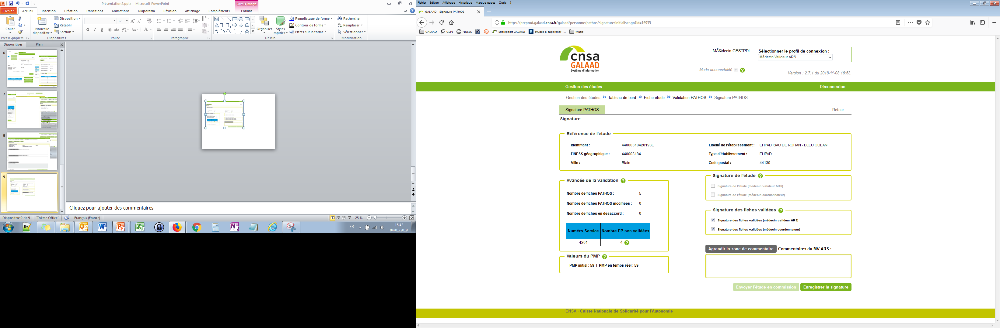 Présentation2.pptx - Microsoft PowerPoint
Outils Image
Fichier Accueil Insertion Création Transitions Animations Diaporama Révision Affichage Compléments Format
Coller
Nouvelle diapositive
Disposition
Rétablir
Section
32
G I S S abc AV Aa A
Organiser
Styles rapides
Remplissage de forme
Contour de forme
Effets sur la forme
Rechercher
Remplacer
Sélectionner
Presse-papiers Diapositives Police Paragraphe Dessin Modification
Diapositives Plan
6
7
8
9
Cliquez pour ajouter des commentaires
Diapositive 9 de 9 "Thème Office" Français (France) 25 %
FR
15:42
04/01/2019
Fichier Édition Affichage Historique Marque-pages Outils ?
GALAAD - Signature PATHOS
https://preprod.galaad.cnsa.fr/galaad/personne/pathos/signature/initialiser.go?id=16935
GALAAD GLPI FINESS Sharepoint GALAAD etudes-a-supprimer--... Music
cnsa
GALAAD
Système d'information
MÃ©decin GESTPDL Sélectionner le profil de connexion :
Médecin Valideur ARS
Mode accessibilité ?
Version : 2.7.1 du 2018-11-08 16:53.
Gestion des études Déconnexion
Gestion des études » Tableau de bord » Fiche étude » Validation PATHOS » Signature PATHOS
Signature PATHOS Retour
Signature
Référence de l'étude
Identifiant : 44000318420193E Libellé de l'établissement : EHPAD ISAC DE ROHAN - BLEU OCEAN
FINESS géographique : 440003184 Type d'établissement : EHPAD
Ville : Blain Code postal : 44130
Avancée de la validation ?
Nombre de fiches PATHOS : 5
Nombre de fiches PATHOS modifiées : 0
Nombre de fiches en désaccord : 0
Numéro Service Nombre FP non validées
4201 4 ?
Valeurs du PMP ?
PMP initial : 59 | PMP en temps réel : 59
Signature de l'étude ?
Signature de l'étude (médecin valideur ARS)
Signature de l'étude (médecin coordonnateur)
Signature des fiches validées ?
Signature des fiches validées (médecin valideur ARS)
Signature des fiches validées (médecin coordonnateur)
Agrandir la zone de commentaire Commentaires du MV ARS :
Envoyer l'étude en commission Enregistrer la signature
CNSA - Caisse Nationale de Solidarité pour l'Autonomie